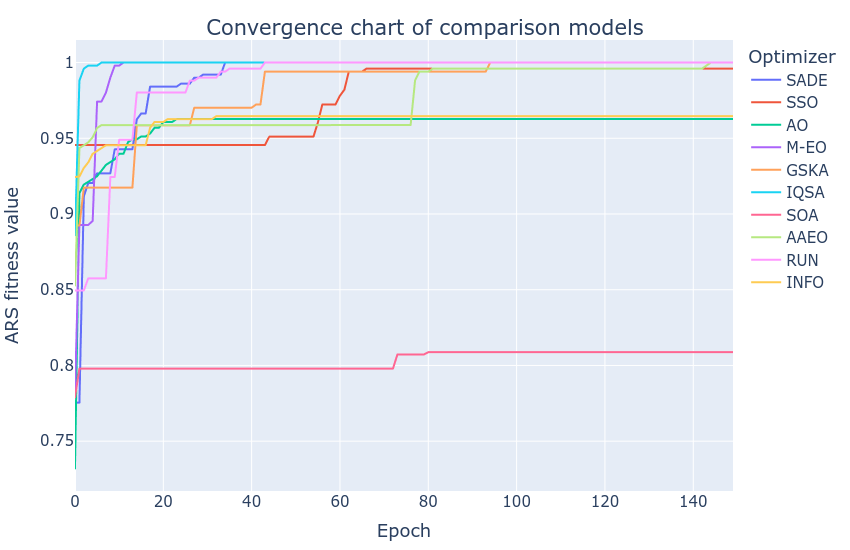 Convergence chart of comparison models
ARS fitness value
1
0.95
0.9
0.85
0.8
0.75
0 20 40 60 80 100 120 140
Epoch
Optimizer
SADE
SSO
AO
M-EO
GSKA
IQSA
SOA
AAEO
RUN
INFO